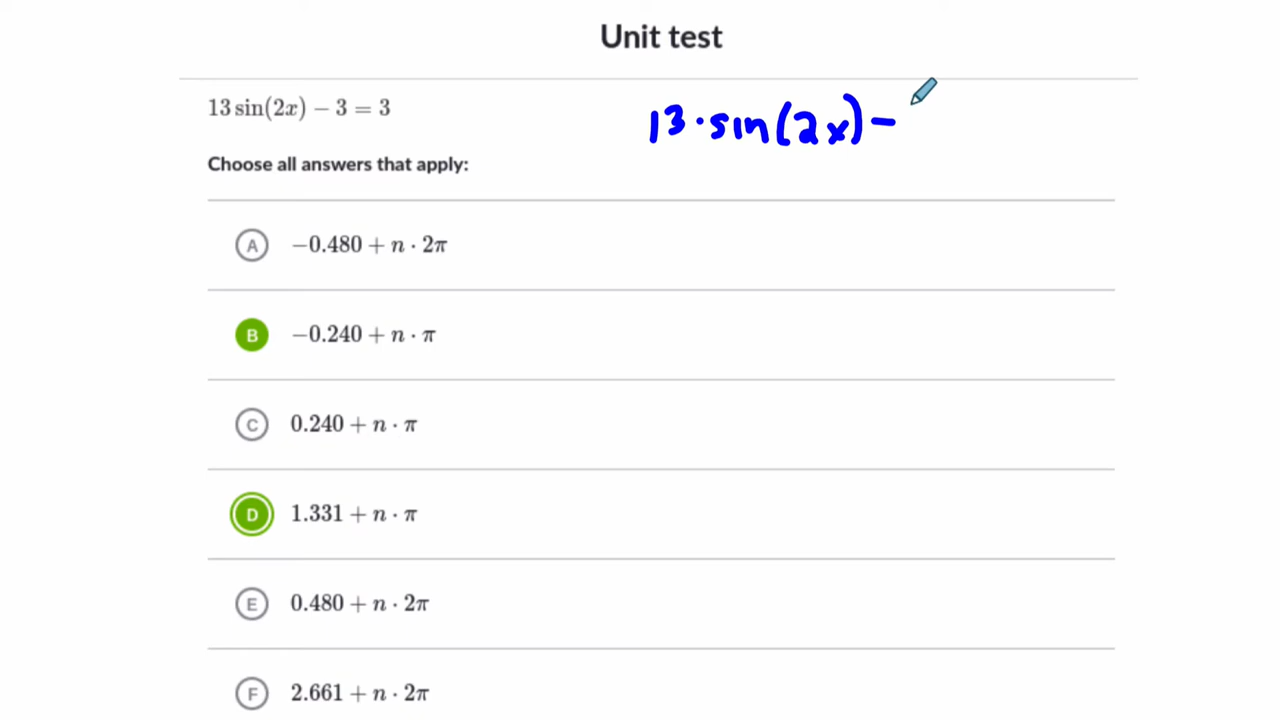 Unit test
13 sin(2x) − 3 = 3
13·sin(2x) −
Choose all answers that apply:
A −0.480 + n · 2π
B −0.240 + n · π
C 0.240 + n · π
D 1.331 + n · π
E 0.480 + n · 2π
F 2.661 + n · 2π